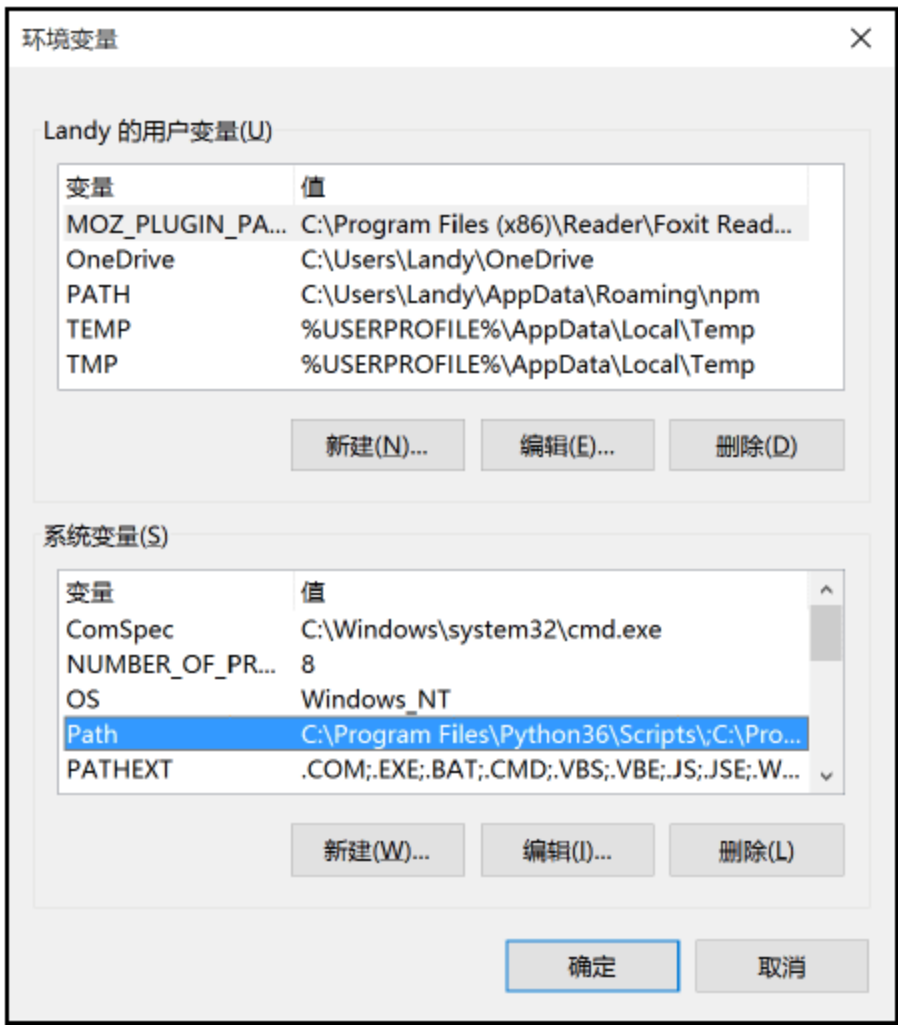 环境变量
Landy 的用户变量(U)
变量 值
MOZ_PLUGIN_PA... C:\Program Files (x86)\Reader\Foxit Read...
OneDrive C:\Users\Landy\OneDrive
PATH C:\Users\Landy\AppData\Roaming\npm
TEMP %USERPROFILE%\AppData\Local\Temp
TMP %USERPROFILE%\AppData\Local\Temp
新建(N)... 编辑(E)... 删除(D)
系统变量(S)
变量 值
ComSpec C:\Windows\system32\cmd.exe
NUMBER_OF_PR... 8
OS Windows_NT
Path C:\Program Files\Python36\Scripts\;C:\Pro...
PATHEXT .COM;.EXE;.BAT;.CMD;.VBS;.VBE;.JS;.JSE;.W...
新建(W)... 编辑(I)... 删除(L)
确定 取消